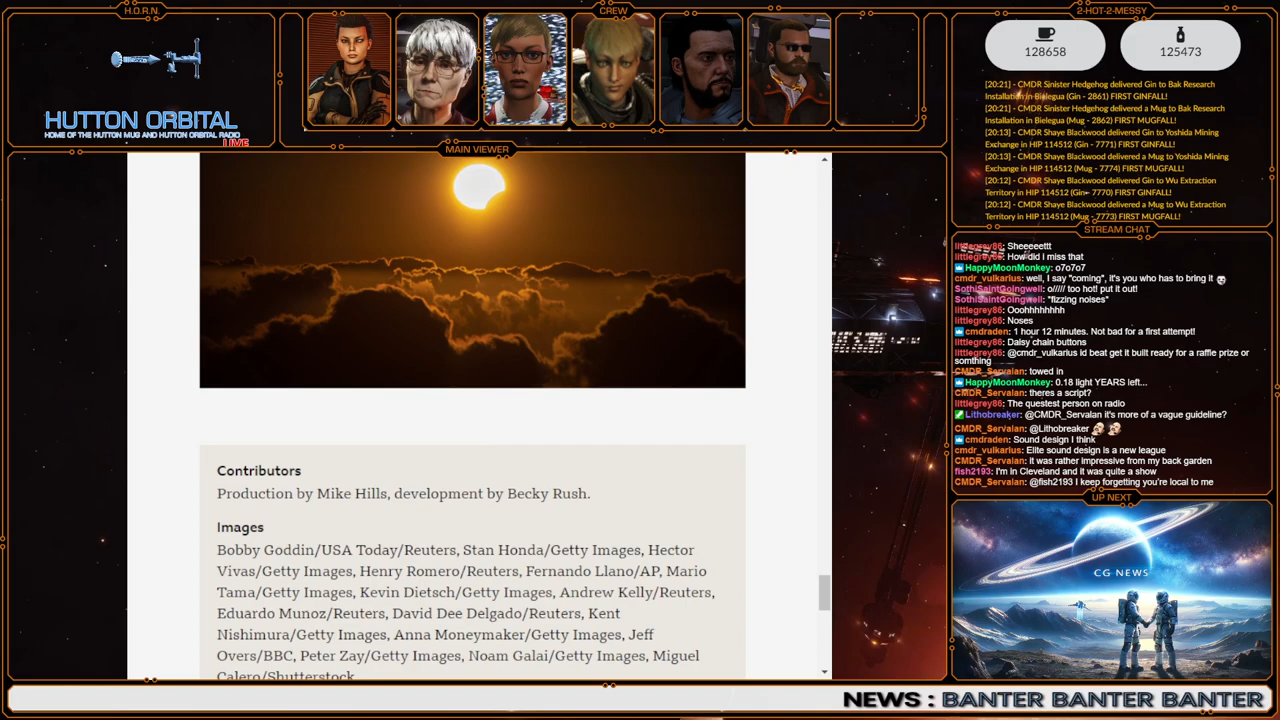 H.O.R.N.
HUTTON ORBITAL
HOME OF THE HUTTON MUG AND HUTTON ORBITAL RADIO
LIVE
CREW
2-HOT-2-MESSY
128658
125473
[20:21] - CMDR Sinister Hedgehog delivered Gin to Bak Research
Installation in Bielegua (Gin - 2861) FIRST GINFALL!
[20:21] - CMDR Sinister Hedgehog delivered a Mug to Bak Research
Installation in Bielegua (Mug - 2862) FIRST MUGFALL!
[20:13] - CMDR Shaye Blackwood delivered Gin to Yoshida Mining
Exchange in HIP 114512 (Gin - 7771) FIRST GINFALL!
[20:13] - CMDR Shaye Blackwood delivered a Mug to Yoshida Mining
Exchange in HIP 114512 (Mug - 7774) FIRST MUGFALL!
[20:12] - CMDR Shaye Blackwood delivered Gin to Wu Extraction
Territory in HIP 114512 (Gin - 7770) FIRST GINFALL!
[20:12] - CMDR Shaye Blackwood delivered a Mug to Wu Extraction
Territory in HIP 114512 (Mug - 7773) FIRST MUGFALL!
MAIN VIEWER
Contributors
Production by Mike Hills, development by Becky Rush.
Images
Bobby Goddin/USA Today/Reuters, Stan Honda/Getty Images, Hector
Vivas/Getty Images, Henry Romero/Reuters, Fernando Llano/AP, Mario
Tama/Getty Images, Kevin Dietsch/Getty Images, Andrew Kelly/Reuters,
Eduardo Munoz/Reuters, David Dee Delgado/Reuters, Kent
Nishimura/Getty Images, Anna Moneymaker/Getty Images, Jeff
Overs/BBC, Peter Zay/Getty Images, Noam Galai/Getty Images, Miguel
Calero/Shutterstock
STREAM CHAT
littlegrey86: Sheeeeettt
littlegrey86: How did I miss that
HappyMoonMonkey: o7o7o7
cmdr_vulkarius: well, I say "coming", it's you who has to bring it
SothiSaintGoingwell: o///// too hot! put it out!
SothiSaintGoingwell: *fizzing noises*
littlegrey86: Ooohhhhhhhh
littlegrey86: Noses
cmdraden: 1 hour 12 minutes. Not bad for a first attempt!
littlegrey86: Daisy chain buttons
littlegrey86: @cmdr_vulkarius id beat get it built ready for a raffle prize or
somthing
CMDR_Servalan: towed in
HappyMoonMonkey: 0.18 light YEARS left...
CMDR_Servalan: theres a script?
littlegrey86: The questest person on radio
Lithobreaker: @CMDR_Servalan it's more of a vague guideline?
CMDR_Servalan: @Lithobreaker
cmdraden: Sound design I think
cmdr_vulkarius: Elite sound design is a new league
CMDR_Servalan: it was rather impressive from my back garden
fish2193: I'm in Cleveland and it was quite a show
CMDR_Servalan: @fish2193 I keep forgetting you're local to me
UP NEXT
CG NEWS
NEWS : BANTER BANTER BANTER